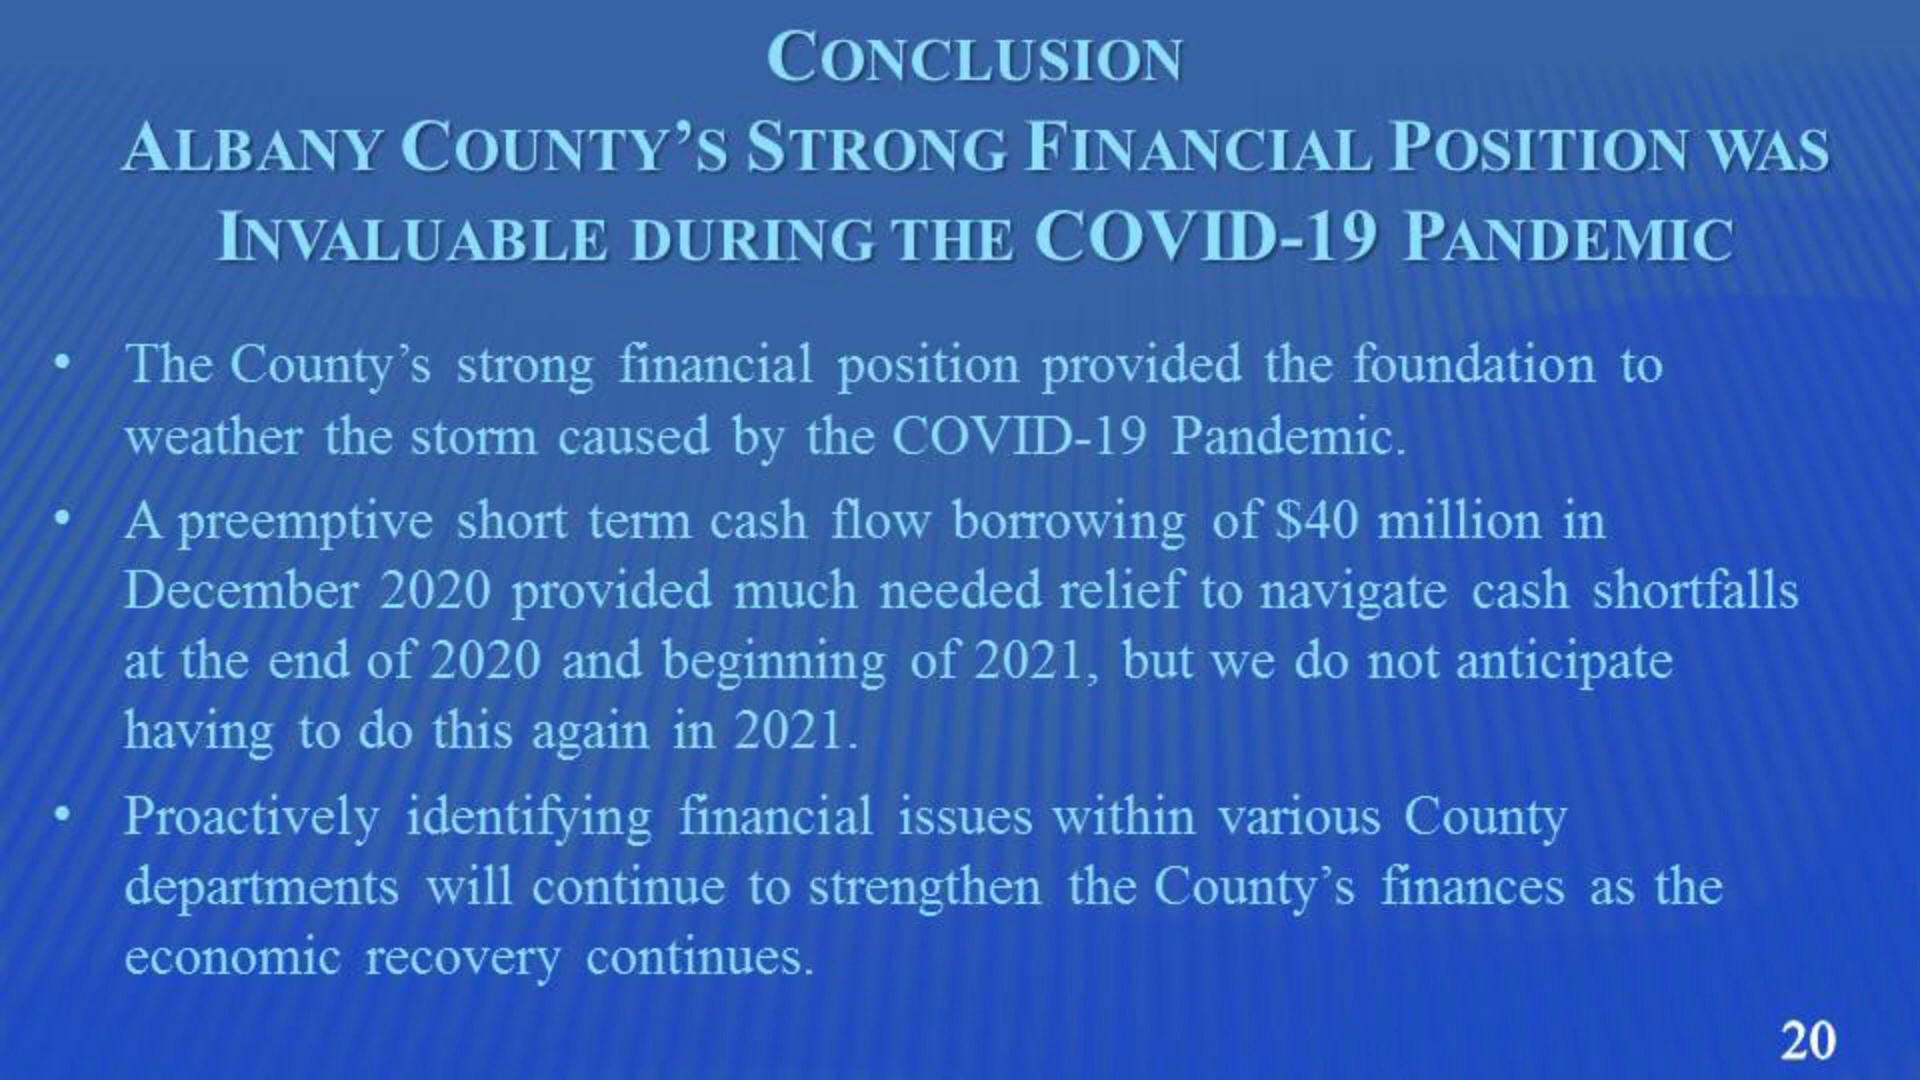 CONCLUSION
ALBANY COUNTY’S STRONG FINANCIAL POSITION WAS
INVALUABLE DURING THE COVID-19 PANDEMIC
• The County’s strong financial position provided the foundation to
weather the storm caused by the COVID-19 Pandemic.
• A preemptive short term cash flow borrowing of $40 million in
December 2020 provided much needed relief to navigate cash shortfalls
at the end of 2020 and beginning of 2021, but we do not anticipate
having to do this again in 2021.
• Proactively identifying financial issues within various County
departments will continue to strengthen the County’s finances as the
economic recovery continues.
20